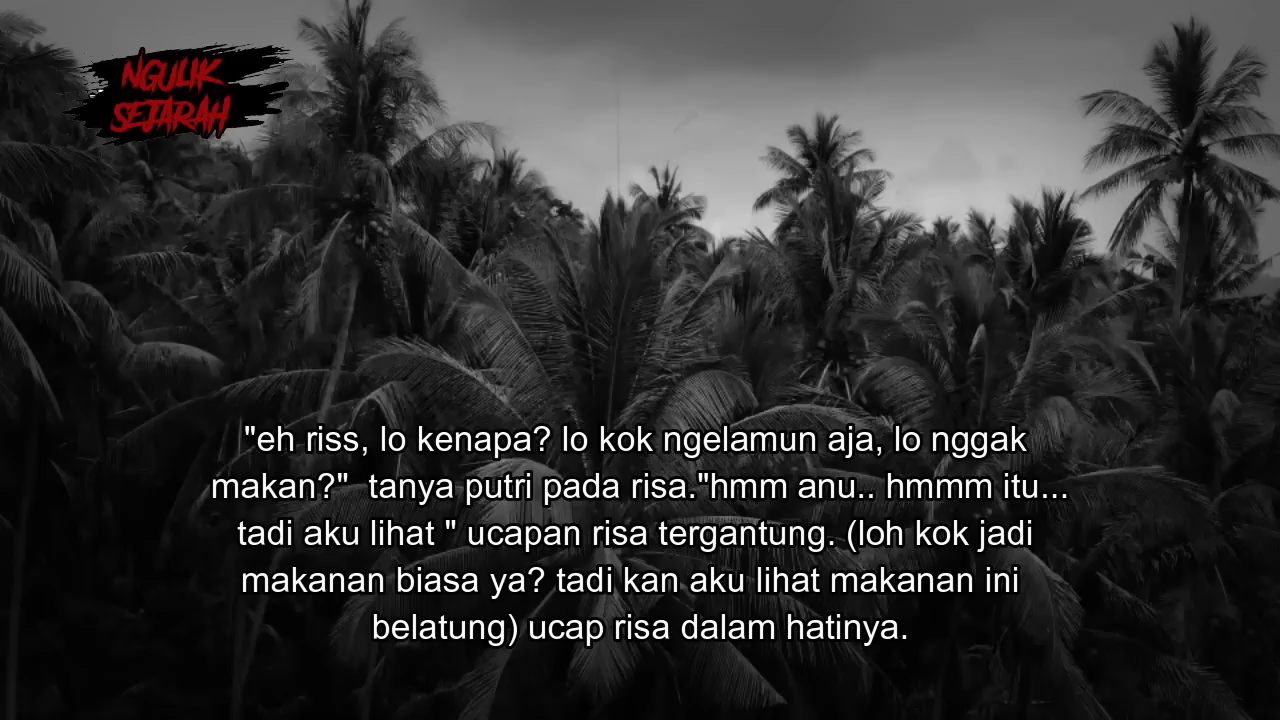 NGULIK
SEJARAH
"eh riss, lo kenapa? lo kok ngelamun aja, lo nggak
makan?"  tanya putri pada risa."hmm anu.. hmmm itu...
tadi aku lihat " ucapan risa tergantung. (loh kok jadi
makanan biasa ya? tadi kan aku lihat makanan ini
belatung) ucap risa dalam hatinya.